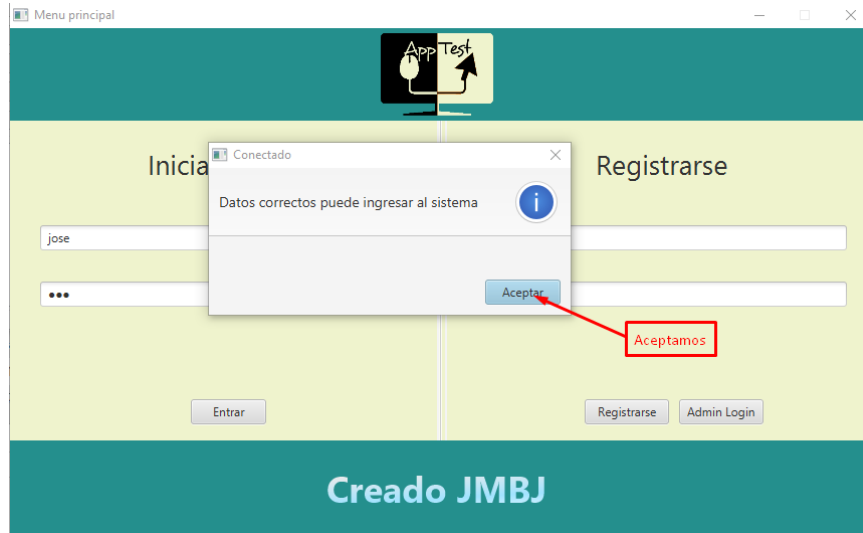 Menu principal
App Test
Inicia
Registrarse
Conectado
Datos correctos puede ingresar al sistema
i
Aceptar
jose
Aceptamos
Entrar
Registrarse
Admin Login
Creado JMBJ